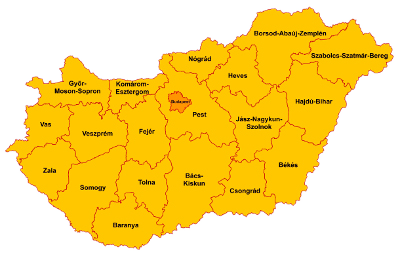 Borsod-Abaúj-Zemplén
Szabolcs-Szatmár-Bereg
Nógrád
Heves
Győr-
Moson-Sopron
Komárom-
Esztergom
Budapest
Hajdú-Bihar
Pest
Vas
Veszprém
Fejér
Jász-Nagykun-
Szolnok
Zala
Somogy
Tolna
Bács-
Kiskun
Békés
Csongrád
Baranya